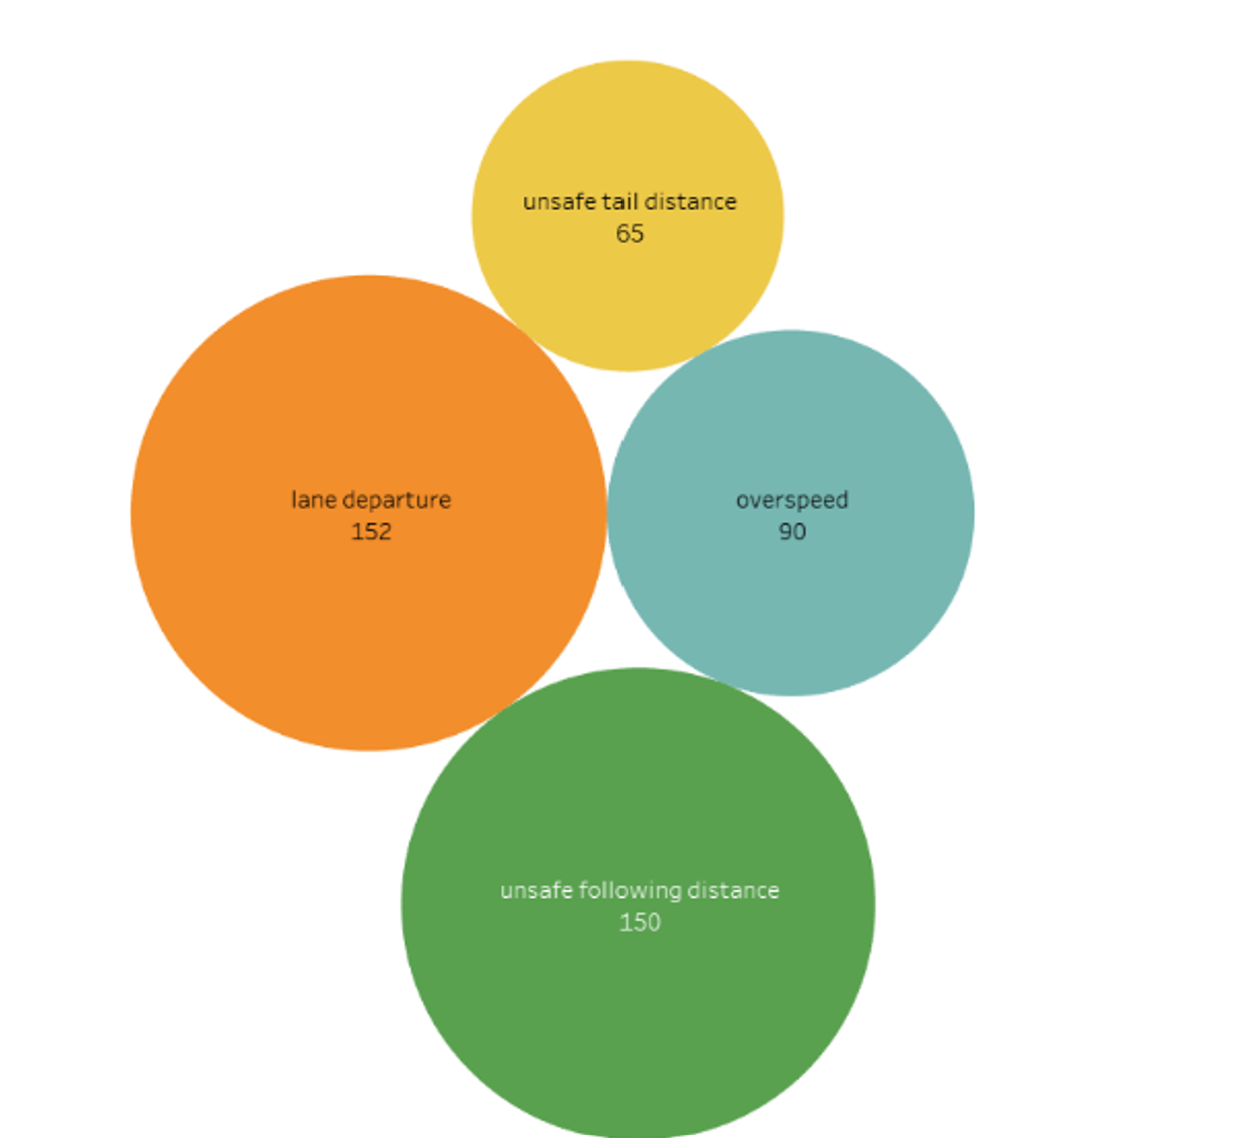 unsafe tail distance
65
lane departure
152
overspeed
90
unsafe following distance
150